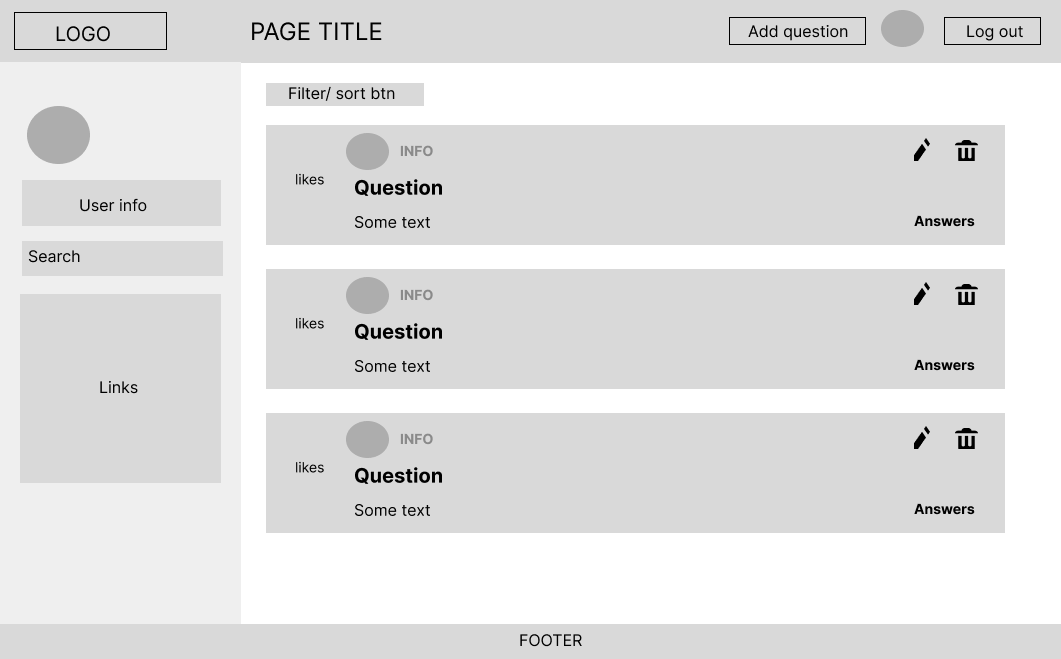 LOGO
PAGE TITLE
Add question
Log out
User info
Search
Links
Filter/ sort btn
likes
INFO
Question
Some text
Answers
likes
INFO
Question
Some text
Answers
likes
INFO
Question
Some text
Answers
FOOTER